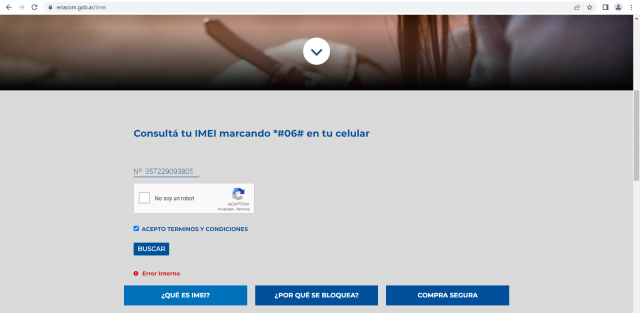 enacom.gob.ar/imei
Consultá tu IMEI marcando *#06# en tu celular
Nº 357229093805
No soy un robot
reCAPTCHA
Privacidad - Términos
ACEPTO TERMINOS Y CONDICIONES
BUSCAR
Error Interno
¿QUÉ ES IMEI? ¿POR QUÉ SE BLOQUEA? COMPRA SEGURA